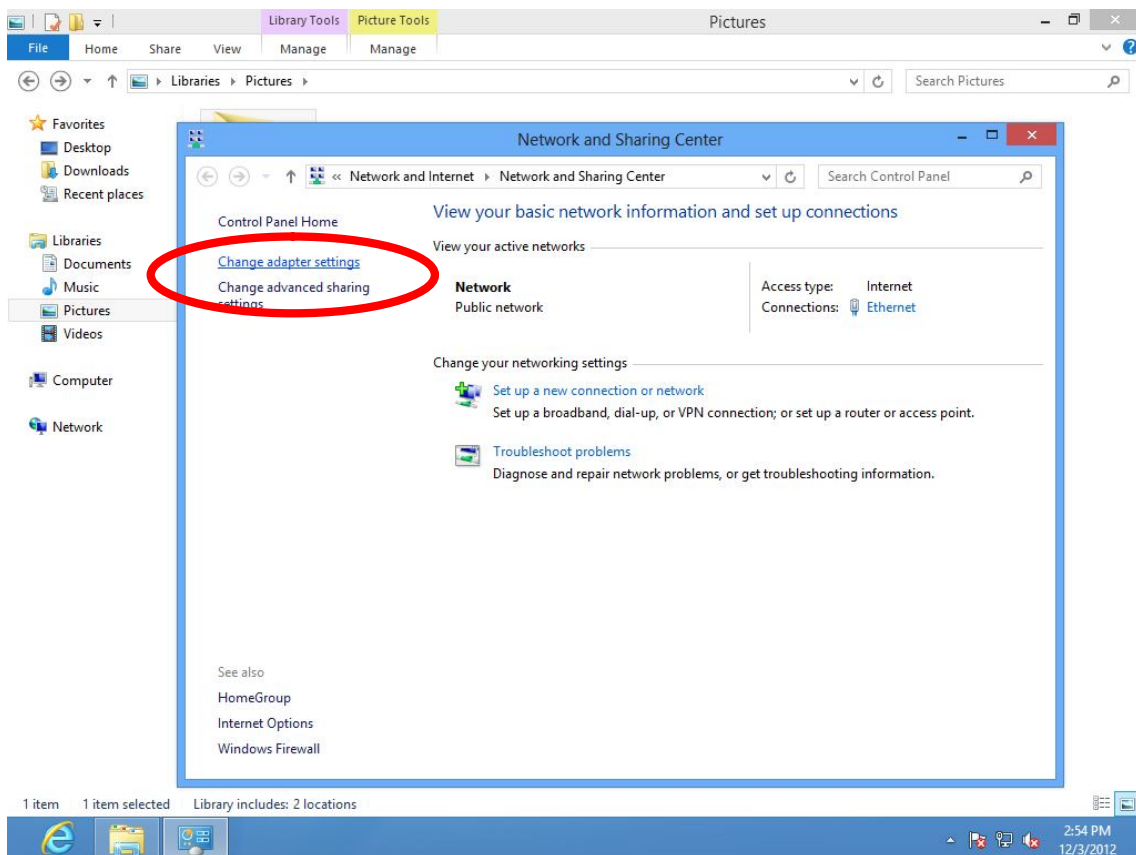 Library Tools Picture Tools Pictures
File Home Share View Manage Manage
Libraries Pictures Search Pictures
Favorites
Desktop
Downloads
Recent places
Libraries
Documents
Music
Pictures
Videos
Computer
Network
Network and Sharing Center
« Network and Internet Network and Sharing Center Search Control Panel
Control Panel Home
Change adapter settings
Change advanced sharing
settings
View your basic network information and set up connections
View your active networks
Network
Public network
Access type: Internet
Connections: Ethernet
Change your networking settings
Set up a new connection or network
Set up a broadband, dial-up, or VPN connection; or set up a router or access point.
Troubleshoot problems
Diagnose and repair network problems, or get troubleshooting information.
See also
HomeGroup
Internet Options
Windows Firewall
1 item 1 item selected Library includes: 2 locations
2:54 PM
12/3/2012